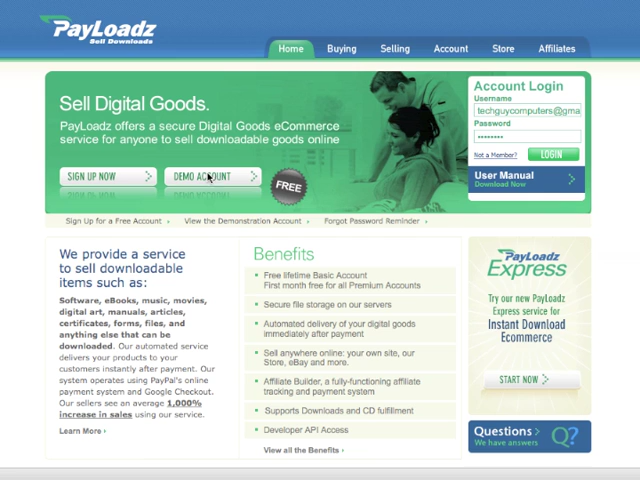 PayLoadz
Sell Downloads
Home Buying Selling Account Store Affiliates
Sell Digital Goods.
PayLoadz offers a secure Digital Goods eCommerce
service for anyone to sell downloadable goods online
SIGN UP NOW
DEMO ACCOUNT
FREE
Account Login
Username
techguycomputers@gma
Password
Not a Member?
LOGIN
User Manual
Download Now
Sign Up for a Free Account
View the Demonstration Account
Forgot Password Reminder
We provide a service
to sell downloadable
items such as:
Software, eBooks, music, movies,
digital art, manuals, articles,
certificates, forms, files, and
anything else that can be
downloaded. Our automated service
delivers your products to your
customers instantly after payment. Our
system operates using PayPal's online
payment system and Google Checkout.
Our sellers see an average 1,000%
increase in sales using our service.
Learn More ›
Benefits
Free lifetime Basic Account
First month free for all Premium Accounts
Secure file storage on our servers
Automated delivery of your digital goods
immediately after payment
Sell anywhere online: your own site, our
Store, eBay and more.
Affiliate Builder, a fully-functioning affiliate
tracking and payment system
Supports Downloads and CD fulfillment
Developer API Access
View all the Benefits ›
PayLoadz
Express
Try our new PayLoadz
Express service for
Instant Download
Ecommerce
START NOW
Questions ›
We have answers
Q?